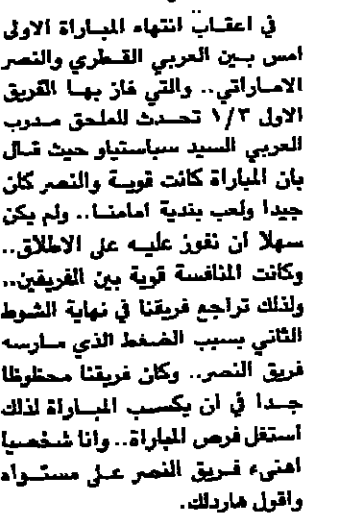 في اعقاب انتهاء المباراة الاولى
امس بين العربي القطري والنصر
الاماراتي.. والتي فاز بها الفريق
الاول ١/٣ تحدث للملحق مدرب
العربي السيد سباستياو حيث قال
بان المباراة كانت قوية والنصر كان
جيدا ولعب بندية امامنا.. ولم يكن
سهلا ان نفوز عليه على الاطلاق..
وكانت المنافسة قوية بين الفريقين..
ولذلك تراجع فريقنا في نهاية الشوط
الثاني بسبب الضغط الذي مارسه
فريق النصر.. وكان فريقنا محظوظا
جدا في ان يكسب المباراة لذلك
استغل فرص المباراة.. وانا شخصيا
اهنىء فريق النصر على مستواه
واقول هاردلك.